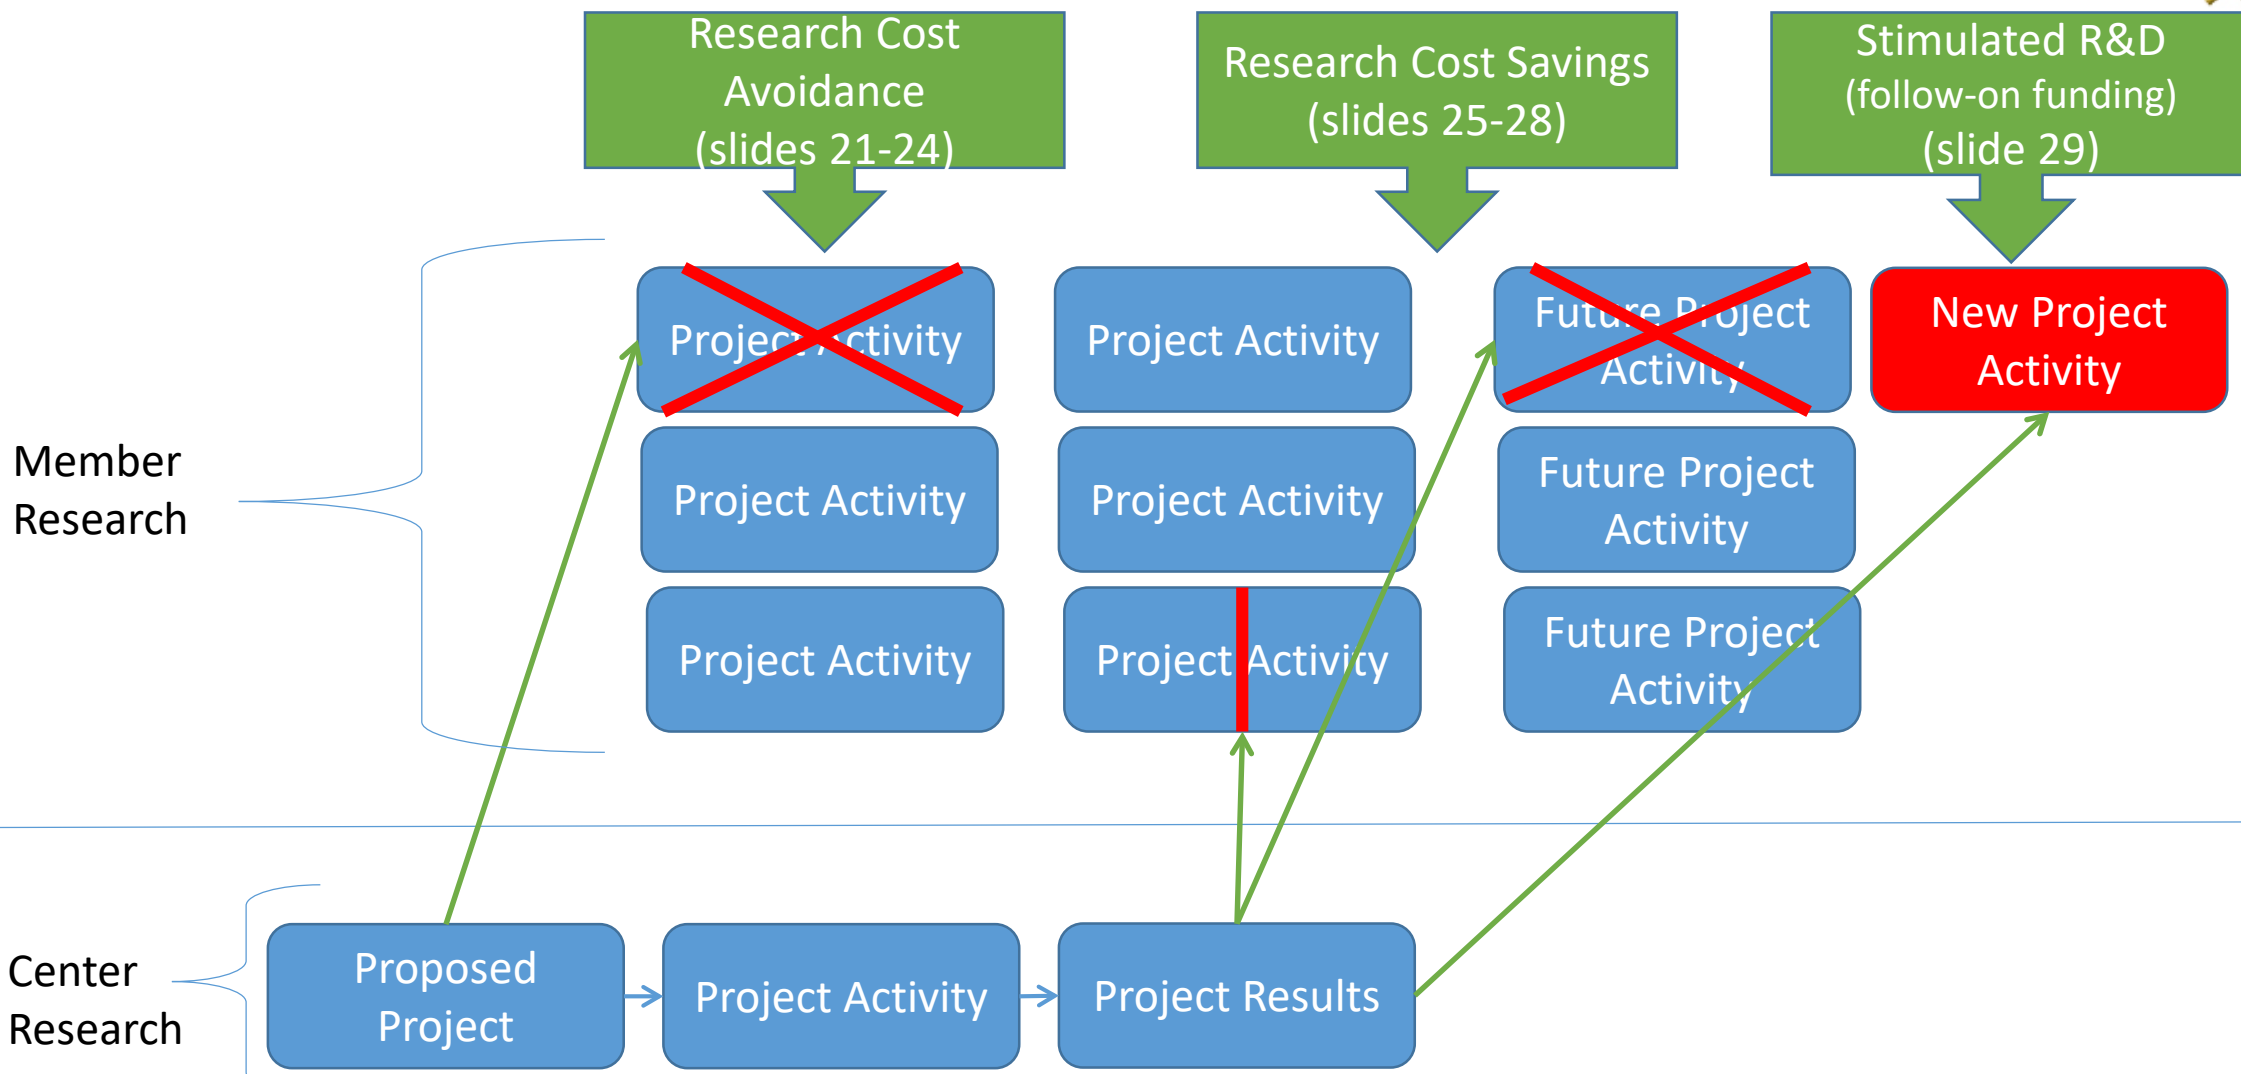 Research Cost
Avoidance
(slides 21-24)
Research Cost Savings
(slides 25-28)
Stimulated R&D
(follow-on funding)
(slide 29)
Member
Research
Project Activity
Project Activity
Future Project
Activity
New Project
Activity
Project Activity
Project Activity
Future Project
Activity
Project Activity
Project Activity
Future Project
Activity
Center
Research
Proposed
Project
Project Activity
Project Results